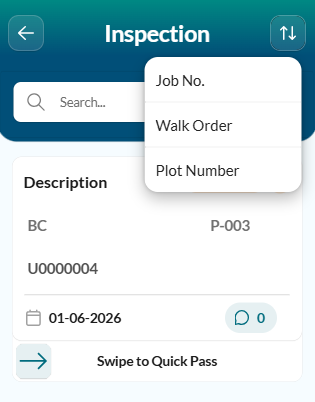 Inspection
Job No.
Search...
Walk Order
Plot Number
Description
BC P-003
U0000004
01-06-2026 0
Swipe to Quick Pass